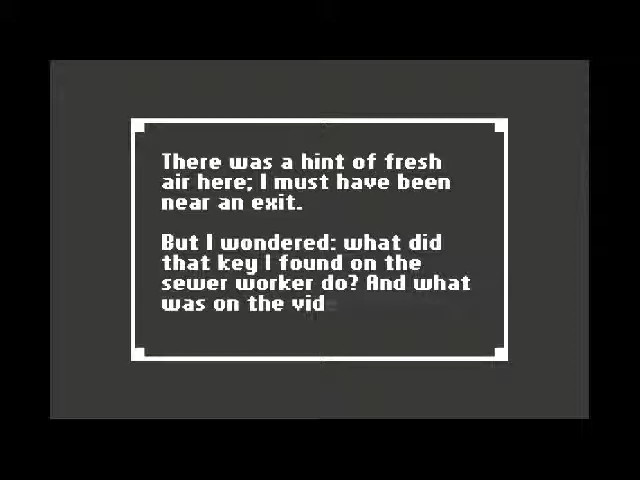 There was a hint of fresh
air here; I must have been
near an exit.
But I wondered: what did
that key I found on the
sewer worker do? And what
was on the vid